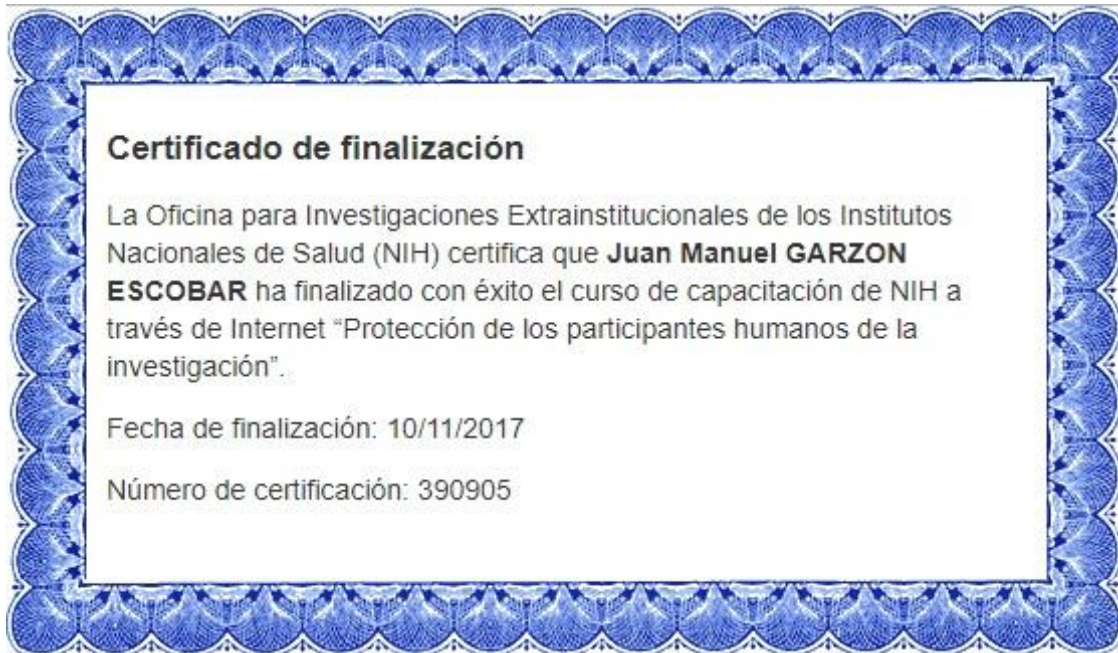 Certificado de finalización
La Oficina para Investigaciones Extrainstitucionales de los Institutos
Nacionales de Salud (NIH) certifica que Juan Manuel GARZON
ESCOBAR ha finalizado con éxito el curso de capacitación de NIH a
través de Internet “Protección de los participantes humanos de la
investigación”.
Fecha de finalización: 10/11/2017
Número de certificación: 390905